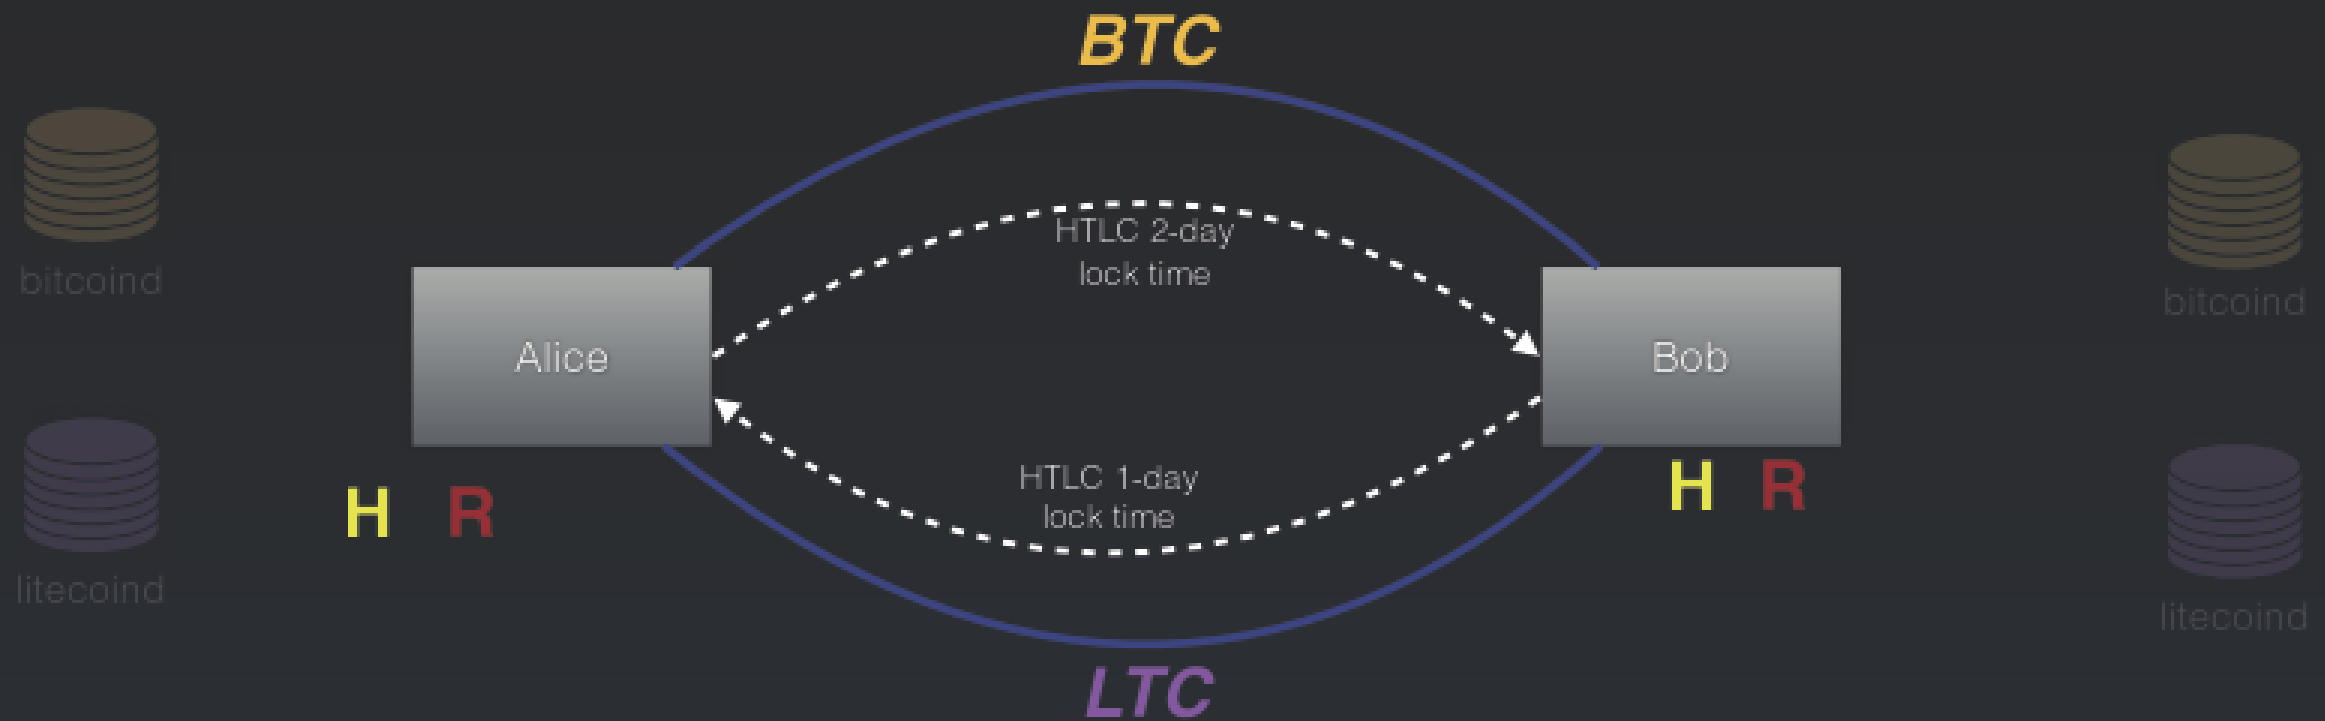 BTC
HTLC 2-day
lock time
bitcoind
bitcoind
Alice
Bob
HTLC 1-day
lock time
H R
H R
litecoind
litecoind
LTC